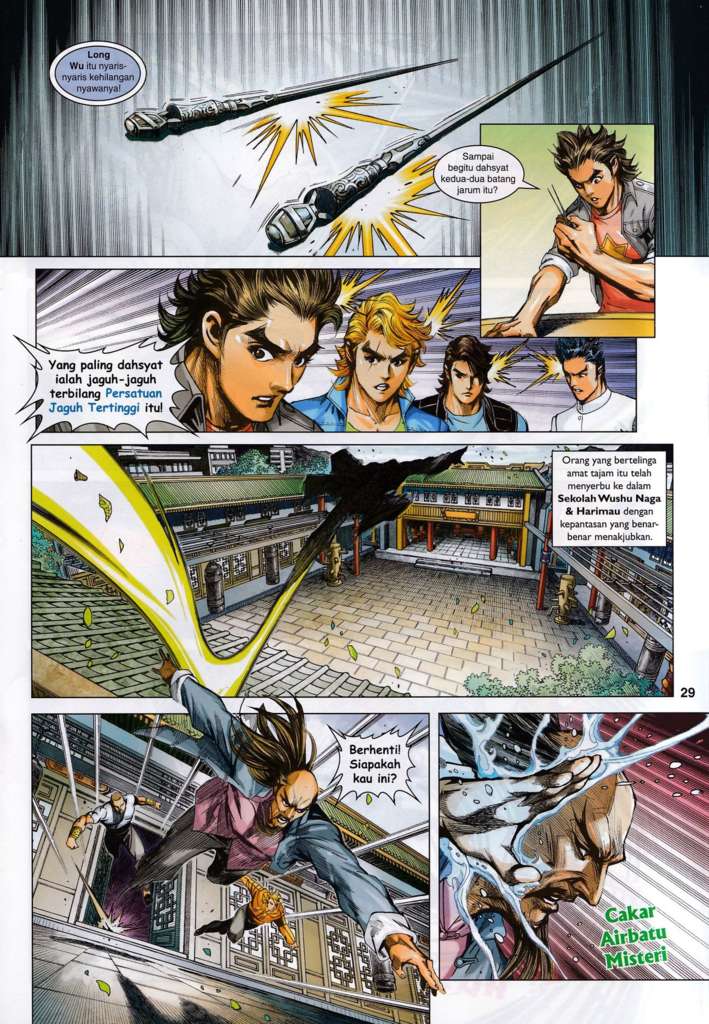 Long
Wu itu nyaris-
nyaris kehilangan
nyawanya!
Sampai
begitu dahsyat
kedua-dua batang
jarum itu?
Yang paling dahsyat
ialah jaguh-jaguh
terbilang Persatuan
Jaguh Tertinggi itu!
Orang yang bertelinga
amat tajam itu telah
menyerbu ke dalam
Sekolah Wushu Naga
& Harimau dengan
kepantasan yang benar-
benar menakjubkan.
29
Berhenti!
Siapakah
kau ini?
Cakar
Airbatu
Misteri